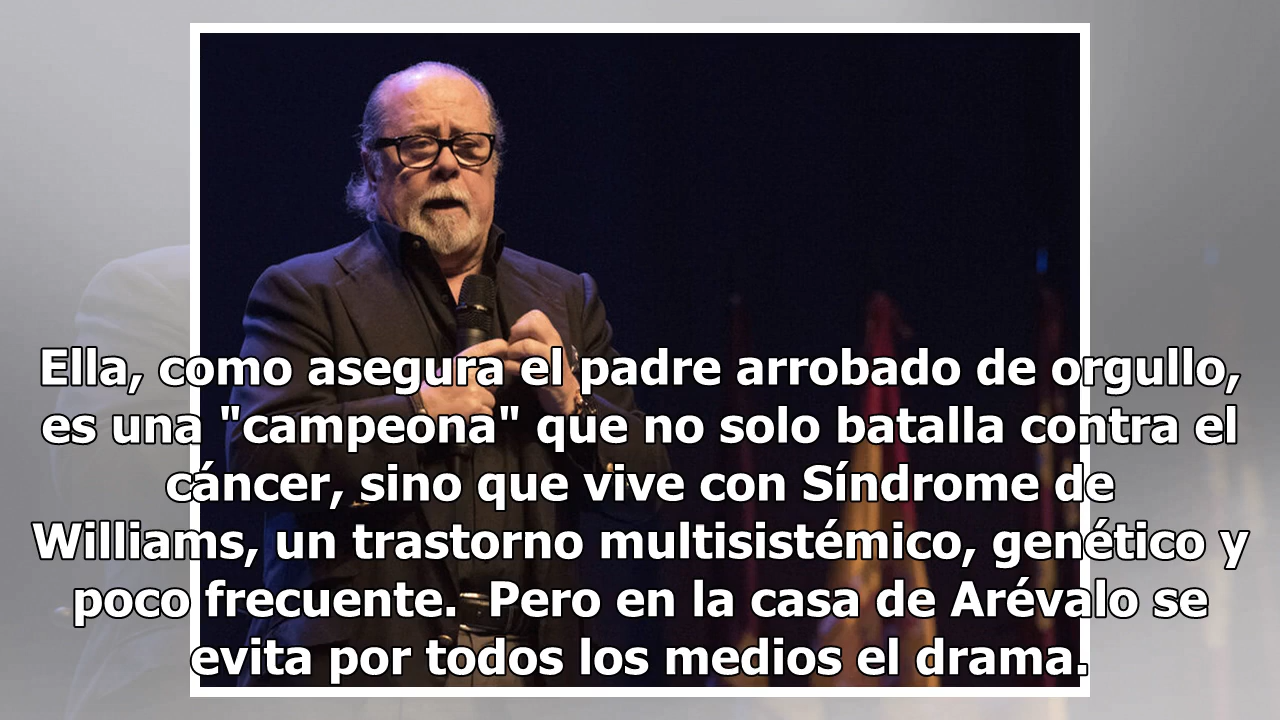 Ella, como asegura el padre arrobado de orgullo,
es una "campeona" que no solo batalla contra el
cáncer, sino que vive con Síndrome de
Williams, un trastorno multisistémico, genético y
poco frecuente.  Pero en la casa de Arévalo se
evita por todos los medios el drama.